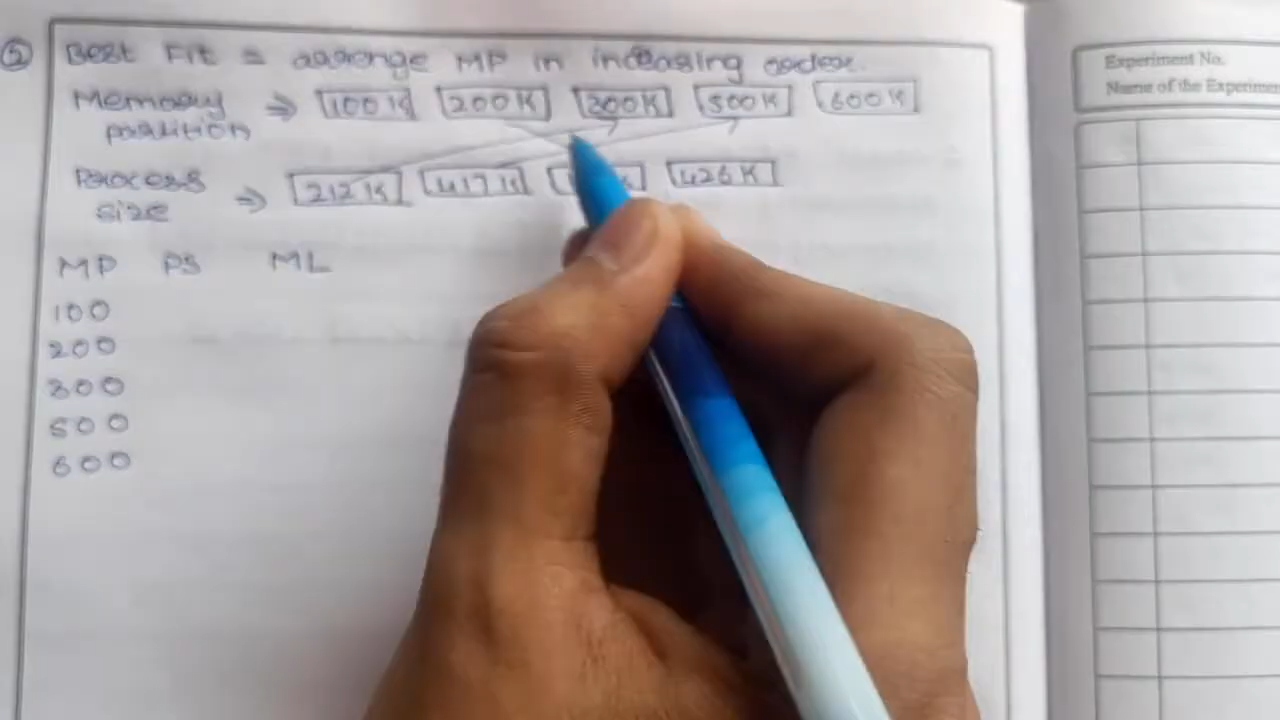 ② Best Fit = arrange MP in increasing order.
Memory partition ⇒ 100K 200K 300K 500K 600K
Process size ⇒ 212K 417K 426K
MP PS ML
100
200
300
500
600
Experiment No.
Name of the